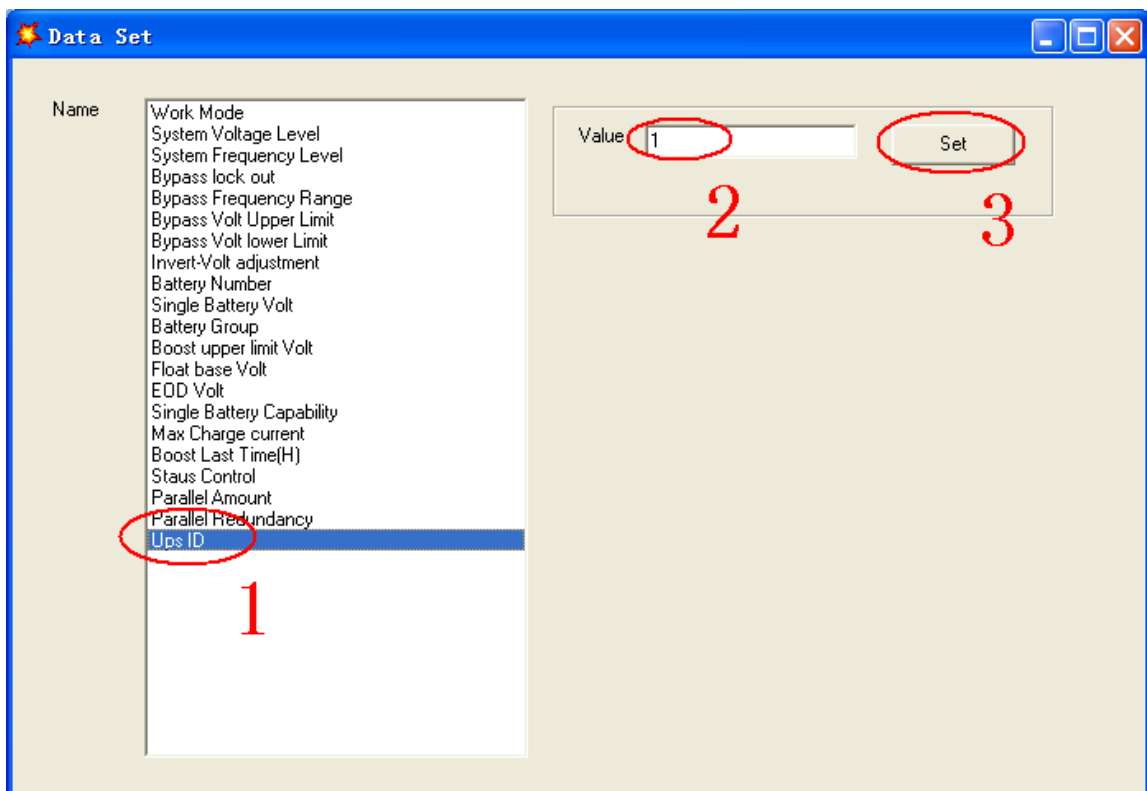 Data Set
Name
Work Mode
System Voltage Level
System Frequency Level
Bypass lock out
Bypass Frequency Range
Bypass Volt Upper Limit
Bypass Volt lower Limit
Invert-Volt adjustment
Battery Number
Single Battery Volt
Battery Group
Boost upper limit Volt
Float base Volt
EOD Volt
Single Battery Capability
Max Charge current
Boost Last Time(H)
Staus Control
Parallel Amount
Parallel Redundancy
Ups ID
1
Value
1
Set
2
3